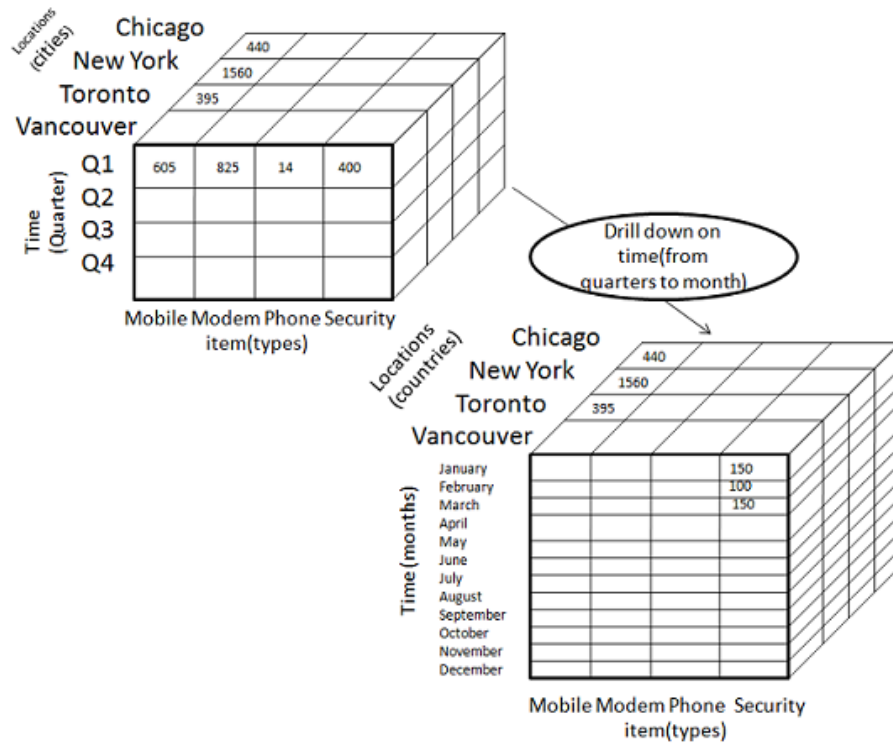 Locations
(cities)
Chicago
New York
Toronto
Vancouver
440
1560
395
Time
(Quarter)
Q1
Q2
Q3
Q4
605 825 14 400
Mobile Modem Phone Security
item(types)
Drill down on
time(from
quarters to month)
Locations
(countries)
Chicago
New York
Toronto
Vancouver
440
1560
395
Time (months)
January
February
March
April
May
June
July
August
September
October
November
December
150
100
150
Mobile Modem Phone Security
item(types)